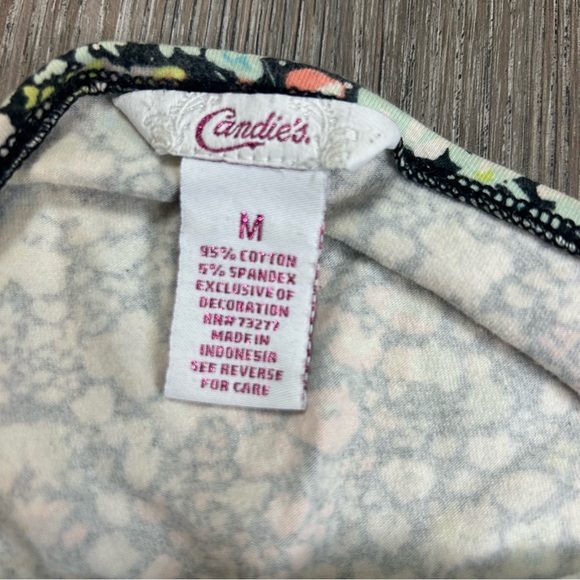 Candie's.
M
95% COTTON
5% SPANDEX
EXCLUSIVE OF
DECORATION
RN#73277
MADE IN
INDONESIA
SEE REVERSE
FOR CARE